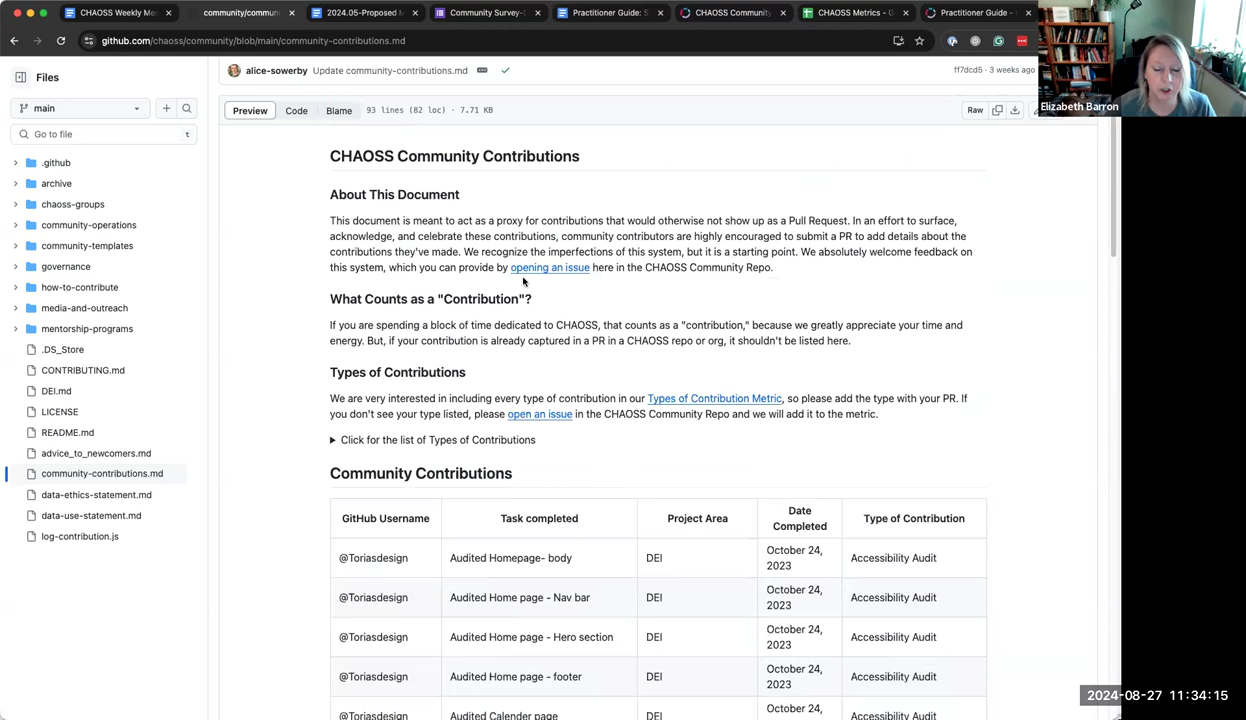 CHAOSS Weekly Me
community/commun
2024.05-Proposed M
Community Survey-
Practitioner Guide: S
CHAOSS Community
CHAOSS Metrics - G
Practitioner Guide -
github.com/chaoss/community/blob/main/community-contributions.md
Elizabeth Barron
Files
alice-sowerby Update community-contributions.md
ff7dcd5 · 3 weeks ago
main
Go to file
t
Preview
Code
Blame
93 lines (82 loc) · 7.71 KB
Raw
.github
archive
chaoss-groups
community-operations
community-templates
governance
how-to-contribute
media-and-outreach
mentorship-programs
.DS_Store
CONTRIBUTING.md
DEI.md
LICENSE
README.md
advice_to_newcomers.md
community-contributions.md
data-ethics-statement.md
data-use-statement.md
log-contribution.js
CHAOSS Community Contributions
About This Document
This document is meant to act as a proxy for contributions that would otherwise not show up as a Pull Request. In an effort to surface,
acknowledge, and celebrate these contributions, community contributors are highly encouraged to submit a PR to add details about the
contributions they've made. We recognize the imperfections of this system, but it is a starting point. We absolutely welcome feedback on
this system, which you can provide by opening an issue here in the CHAOSS Community Repo.
What Counts as a "Contribution"?
If you are spending a block of time dedicated to CHAOSS, that counts as a "contribution," because we greatly appreciate your time and
energy. But, if your contribution is already captured in a PR in a CHAOSS repo or org, it shouldn't be listed here.
Types of Contributions
We are very interested in including every type of contribution in our Types of Contribution Metric, so please add the type with your PR. If
you don't see your type listed, please open an issue in the CHAOSS Community Repo and we will add it to the metric.
Click for the list of Types of Contributions
Community Contributions
GitHub Username
Task completed
Project Area
Date
Completed
Type of Contribution
@Toriasdesign
Audited Homepage- body
DEI
October 24,
2023
Accessibility Audit
@Toriasdesign
Audited Home page - Nav bar
DEI
October 24,
2023
Accessibility Audit
@Toriasdesign
Audited Home page - Hero section
DEI
October 24,
2023
Accessibility Audit
@Toriasdesign
Audited Home page - footer
DEI
October 24,
2023
Accessibility Audit
@Toriasdesign
Audited Calender page
DEI
October 24,
Accessibility Audit
2024-08-27 11:34:15